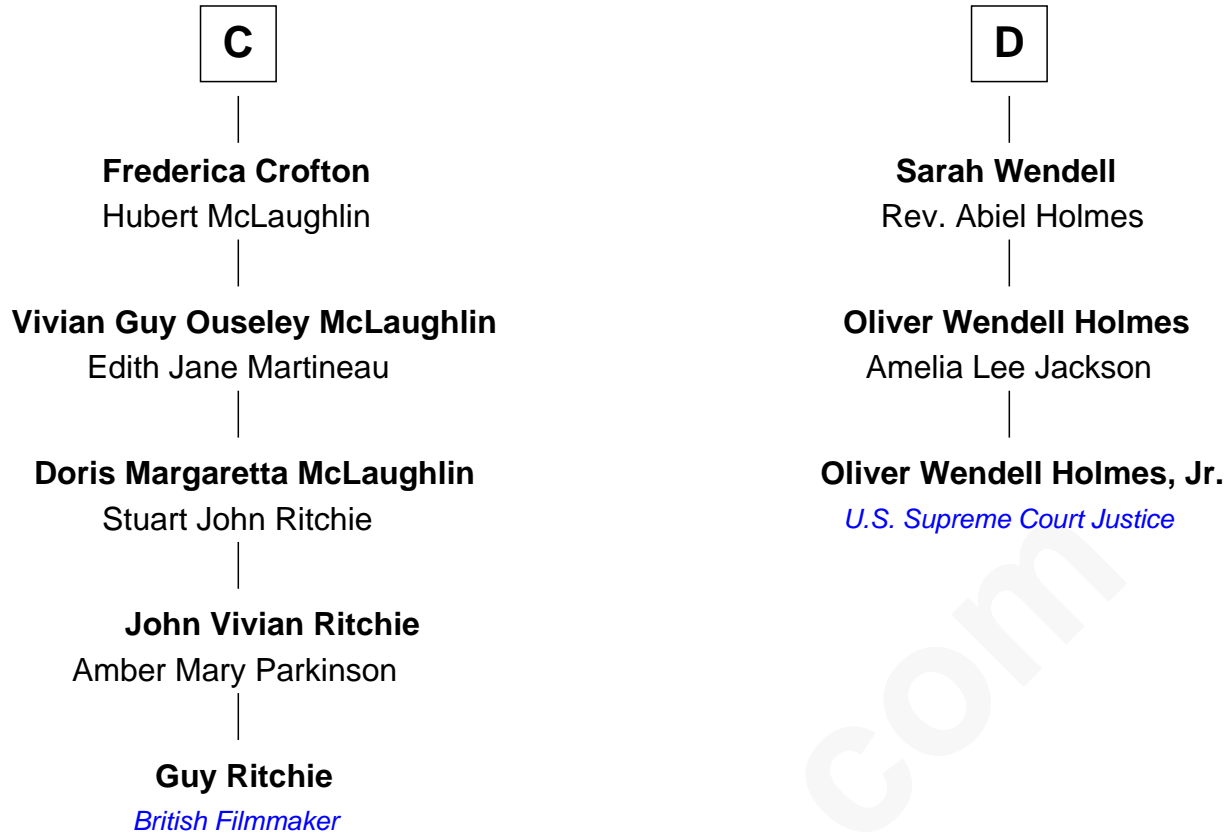 C
Frederica Crofton
Hubert McLaughlin
Vivian Guy Ouseley McLaughlin
Edith Jane Martineau
Doris Margaretta McLaughlin
Stuart John Ritchie
John Vivian Ritchie
Amber Mary Parkinson
Guy Ritchie
British Filmmaker
D
Sarah Wendell
Rev. Abiel Holmes
Oliver Wendell Holmes
Amelia Lee Jackson
Oliver Wendell Holmes, Jr.
U.S. Supreme Court Justice
com